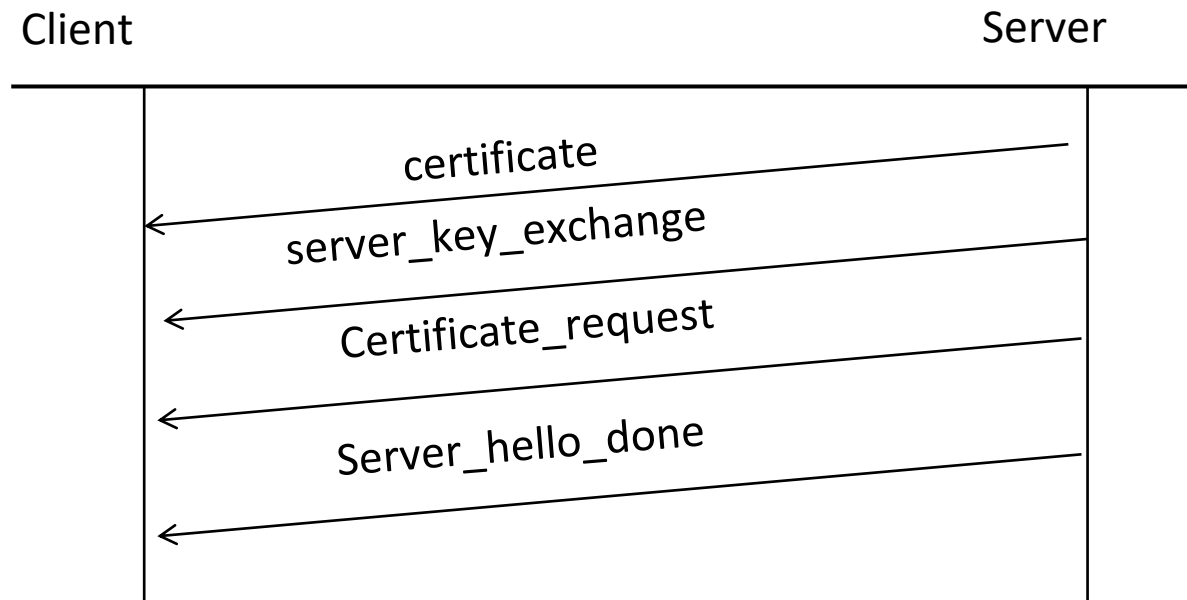 Client
Server
certificate
server_key_exchange
Certificate_request
Server_hello_done